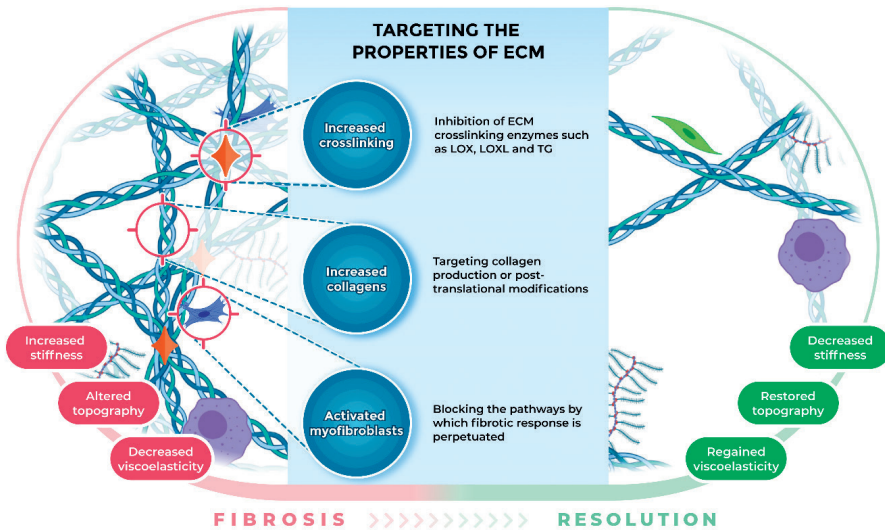 TARGETING THE
PROPERTIES OF ECM
Increased
crosslinking
Inhibition of ECM
crosslinking enzymes such
as LOX, LOXL and TG
Increased
collagens
Targeting collagen
production or post-
translational modifications
Activated
myofibroblasts
Blocking the pathways by
which fibrotic response is
perpetuated
Increased
stiffness
Altered
topography
Decreased
viscoelasticity
Decreased
stiffness
Restored
topography
Regained
viscoelasticity
FIBROSIS >>>>>>>>>> RESOLUTION